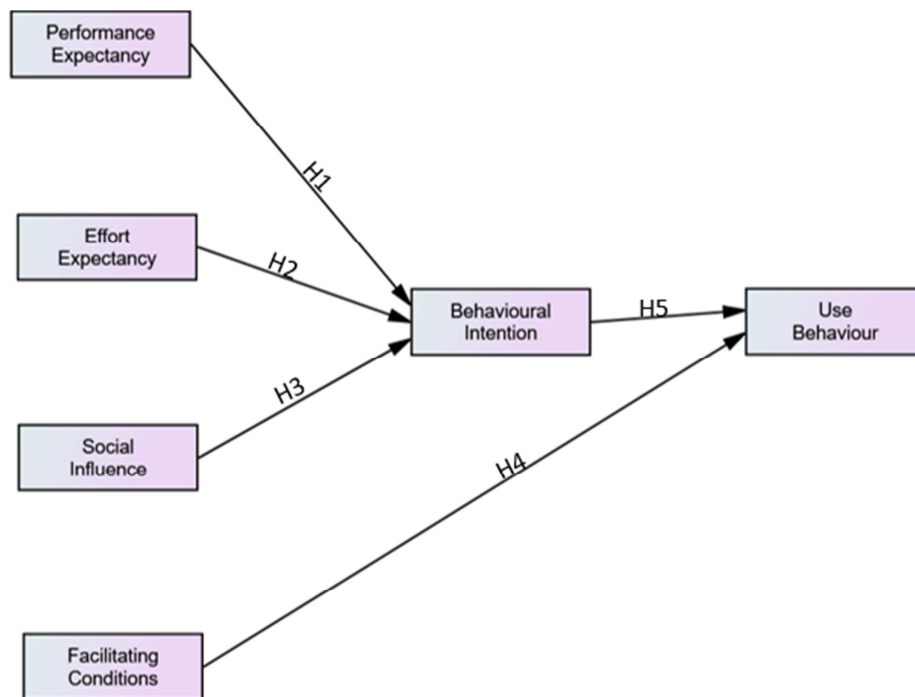 Performance
Expectancy
H1
Effort
Expectancy
H2
Behavioural
Intention
H5
Use
Behaviour
H3
Social
Influence
H4
Facilitating
Conditions